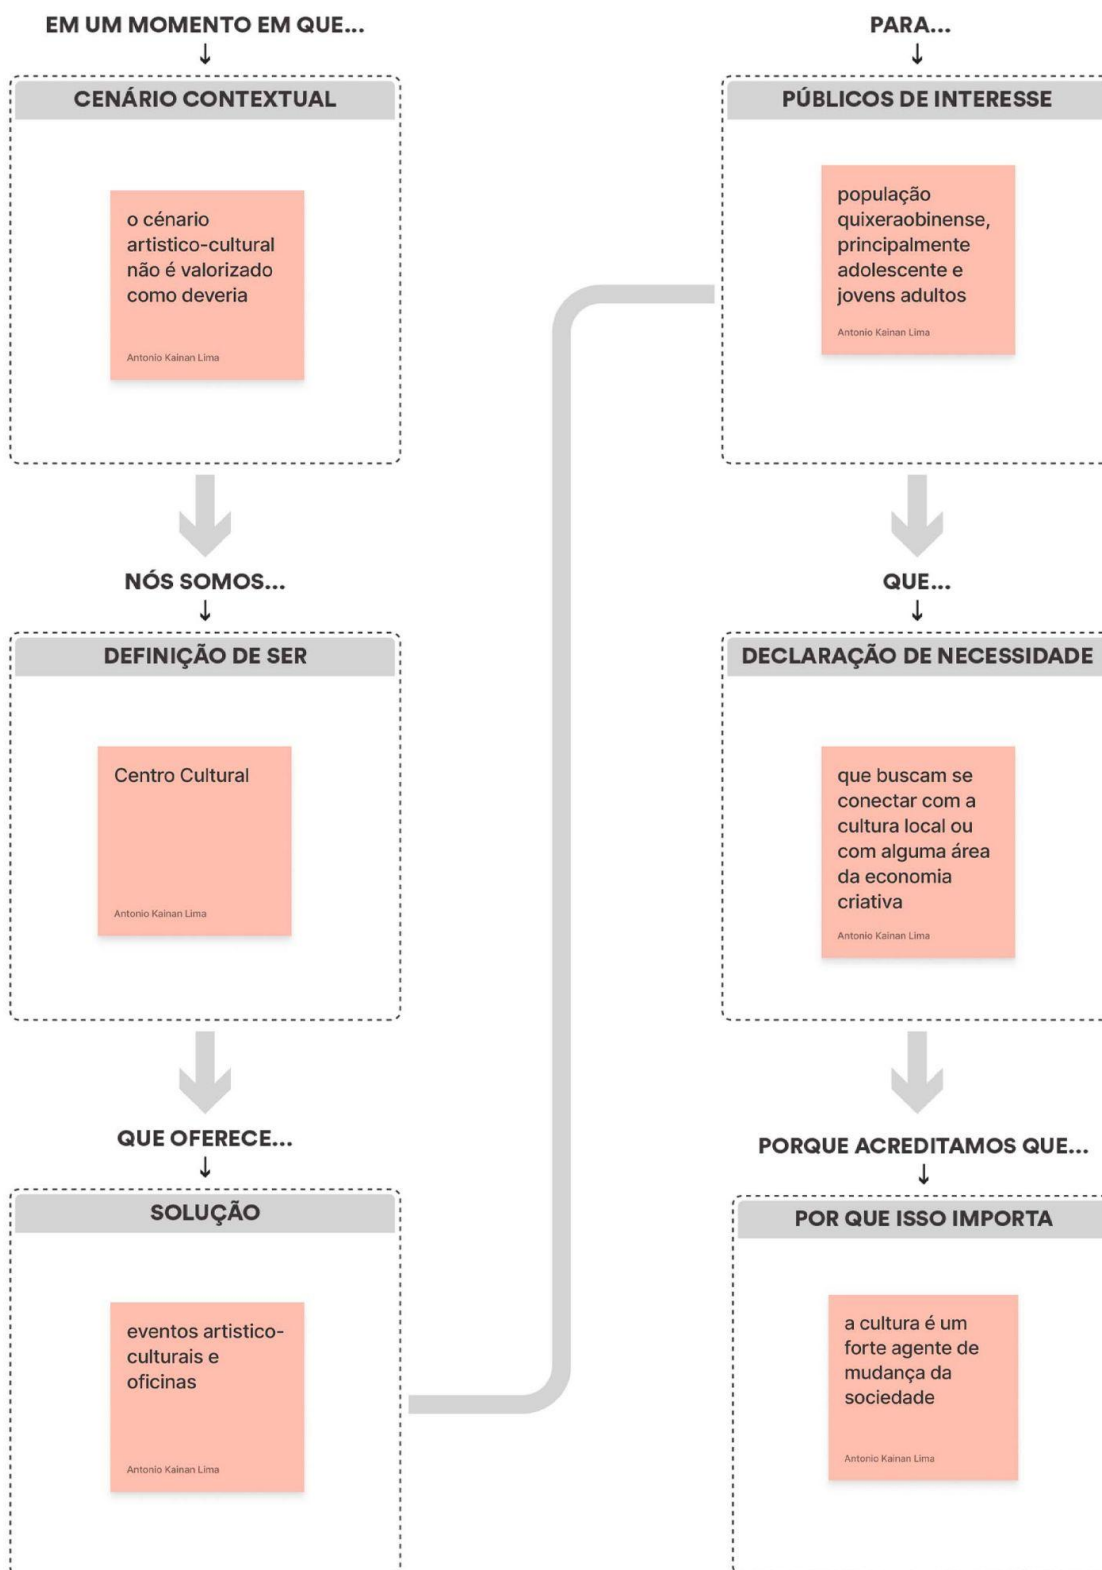 EM UM MOMENTO EM QUE...
CENÁRIO CONTEXTUAL
o cénario
artistico-cultural
não é valorizado
como deveria
Antonio Kainan Lima
NÓS SOMOS...
DEFINIÇÃO DE SER
Centro Cultural
Antonio Kainan Lima
QUE OFERECE...
SOLUÇÃO
eventos artistico-
culturais e
oficinas
Antonio Kainan Lima
PARA...
PÚBLICOS DE INTERESSE
população
quixeraobinense,
principalmente
adolescente e
jovens adultos
Antonio Kainan Lima
QUE...
DECLARAÇÃO DE NECESSIDADE
que buscam se
conectar com a
cultura local ou
com alguma área
da economia
criativa
Antonio Kainan Lima
PORQUE ACREDITAMOS QUE...
POR QUE ISSO IMPORTA
a cultura é um
forte agente de
mudança da
sociedade
Antonio Kainan Lima